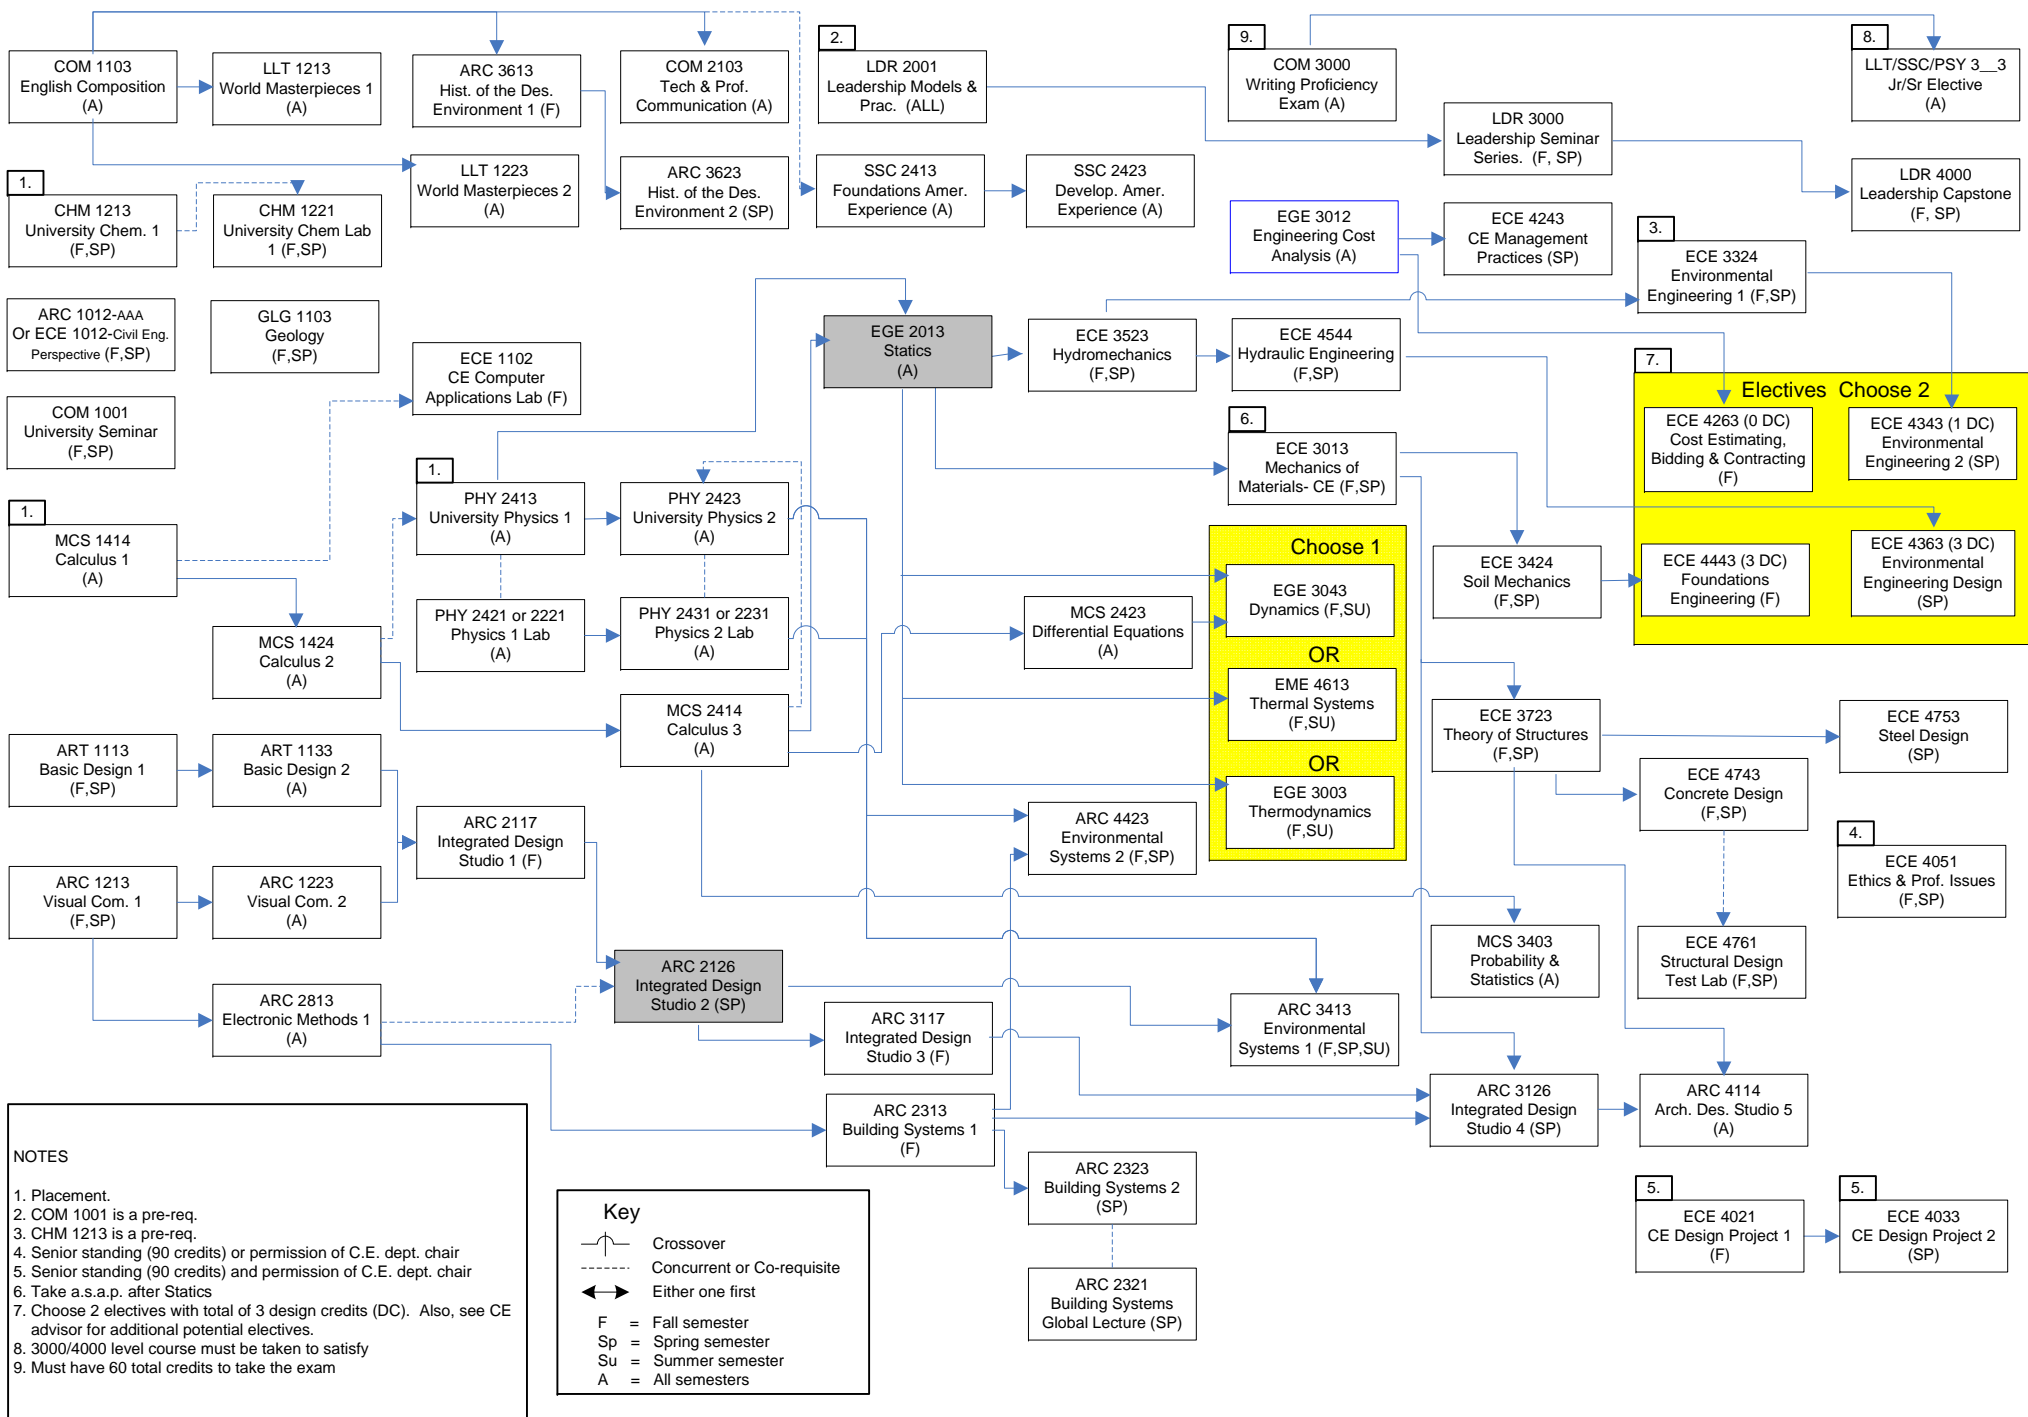 1.
2.
9.
8.
COM 1103
English Composition
(A)
LLT 1213
World Masterpieces 1
(A)
ARC 3613
Hist. of the Des.
Environment 1 (F)
COM 2103
Tech & Prof.
Communication (A)
LDR 2001
Leadership Models &
Prac. (ALL)
COM 3000
Writing Proficiency
Exam (A)
LLT/SSC/PSY 3__3
Jr/Sr Elective
(A)
LDR 3000
Leadership Seminar
Series. (F, SP)
LLT 1223
World Masterpieces 2
(A)
ARC 3623
Hist. of the Des.
Environment 2 (SP)
SSC 2413
Foundations Amer.
Experience (A)
SSC 2423
Develop. Amer.
Experience (A)
LDR 4000
Leadership Capstone
(F, SP)
CHM 1213
University Chem. 1
(F,SP)
CHM 1221
University Chem Lab
1 (F,SP)
EGE 3012
Engineering Cost
Analysis (A)
ECE 4243
CE Management
Practices (SP)
3.
ECE 3324
Environmental
Engineering 1 (F,SP)
ARC 1012-AAA
Or ECE 1012-Civil Eng.
Perspective (F,SP)
GLG 1103
Geology
(F,SP)
ECE 1102
CE Computer
Applications Lab (F)
EGE 2013
Statics
(A)
ECE 3523
Hydromechanics
(F,SP)
ECE 4544
Hydraulic Engineering
(F,SP)
7.
Electives Choose 2
ECE 4263 (0 DC)
Cost Estimating,
Bidding & Contracting
(F)
ECE 4343 (1 DC)
Environmental
Engineering 2 (SP)
COM 1001
University Seminar
(F,SP)
6.
ECE 3013
Mechanics of
Materials- CE (F,SP)
1.
MCS 1414
Calculus 1
(A)
1.
PHY 2413
University Physics 1
(A)
PHY 2423
University Physics 2
(A)
Choose 1
EGE 3043
Dynamics (F,SU)
OR
EME 4613
Thermal Systems
(F,SU)
OR
EGE 3003
Thermodynamics
(F,SU)
ECE 3424
Soil Mechanics
(F,SP)
ECE 4443 (3 DC)
Foundations
Engineering (F)
ECE 4363 (3 DC)
Environmental
Engineering Design
(SP)
MCS 1424
Calculus 2
(A)
PHY 2421 or 2221
Physics 1 Lab
(A)
PHY 2431 or 2231
Physics 2 Lab
(A)
MCS 2423
Differential Equations
(A)
MCS 2414
Calculus 3
(A)
ECE 3723
Theory of Structures
(F,SP)
ECE 4753
Steel Design
(SP)
ART 1113
Basic Design 1
(F,SP)
ART 1133
Basic Design 2
(A)
ECE 4743
Concrete Design
(F,SP)
ARC 2117
Integrated Design
Studio 1 (F)
ARC 4423
Environmental
Systems 2 (F,SP)
4.
ECE 4051
Ethics & Prof. Issues
(F,SP)
ARC 1213
Visual Com. 1
(F,SP)
ARC 1223
Visual Com. 2
(A)
MCS 3403
Probability &
Statistics (A)
ECE 4761
Structural Design
Test Lab (F,SP)
ARC 2126
Integrated Design
Studio 2 (SP)
ARC 2813
Electronic Methods 1
(A)
ARC 3117
Integrated Design
Studio 3 (F)
ARC 3413
Environmental
Systems 1 (F,SP,SU)
ARC 2313
Building Systems 1
(F)
ARC 3126
Integrated Design
Studio 4 (SP)
ARC 4114
Arch. Des. Studio 5
(A)
ARC 2323
Building Systems 2
(SP)
ARC 2321
Building Systems
Global Lecture (SP)
5.
ECE 4021
CE Design Project 1
(F)
5.
ECE 4033
CE Design Project 2
(SP)
NOTES
1. Placement.
2. COM 1001 is a pre-req.
3. CHM 1213 is a pre-req.
4. Senior standing (90 credits) or permission of C.E. dept. chair
5. Senior standing (90 credits) and permission of C.E. dept. chair
6. Take a.s.a.p. after Statics
7. Choose 2 electives with total of 3 design credits (DC). Also, see CE
advisor for additional potential electives.
8. 3000/4000 level course must be taken to satisfy
9. Must have 60 total credits to take the exam
Key
Crossover
Concurrent or Co-requisite
Either one first
F = Fall semester
Sp = Spring semester
Su = Summer semester
A = All semesters